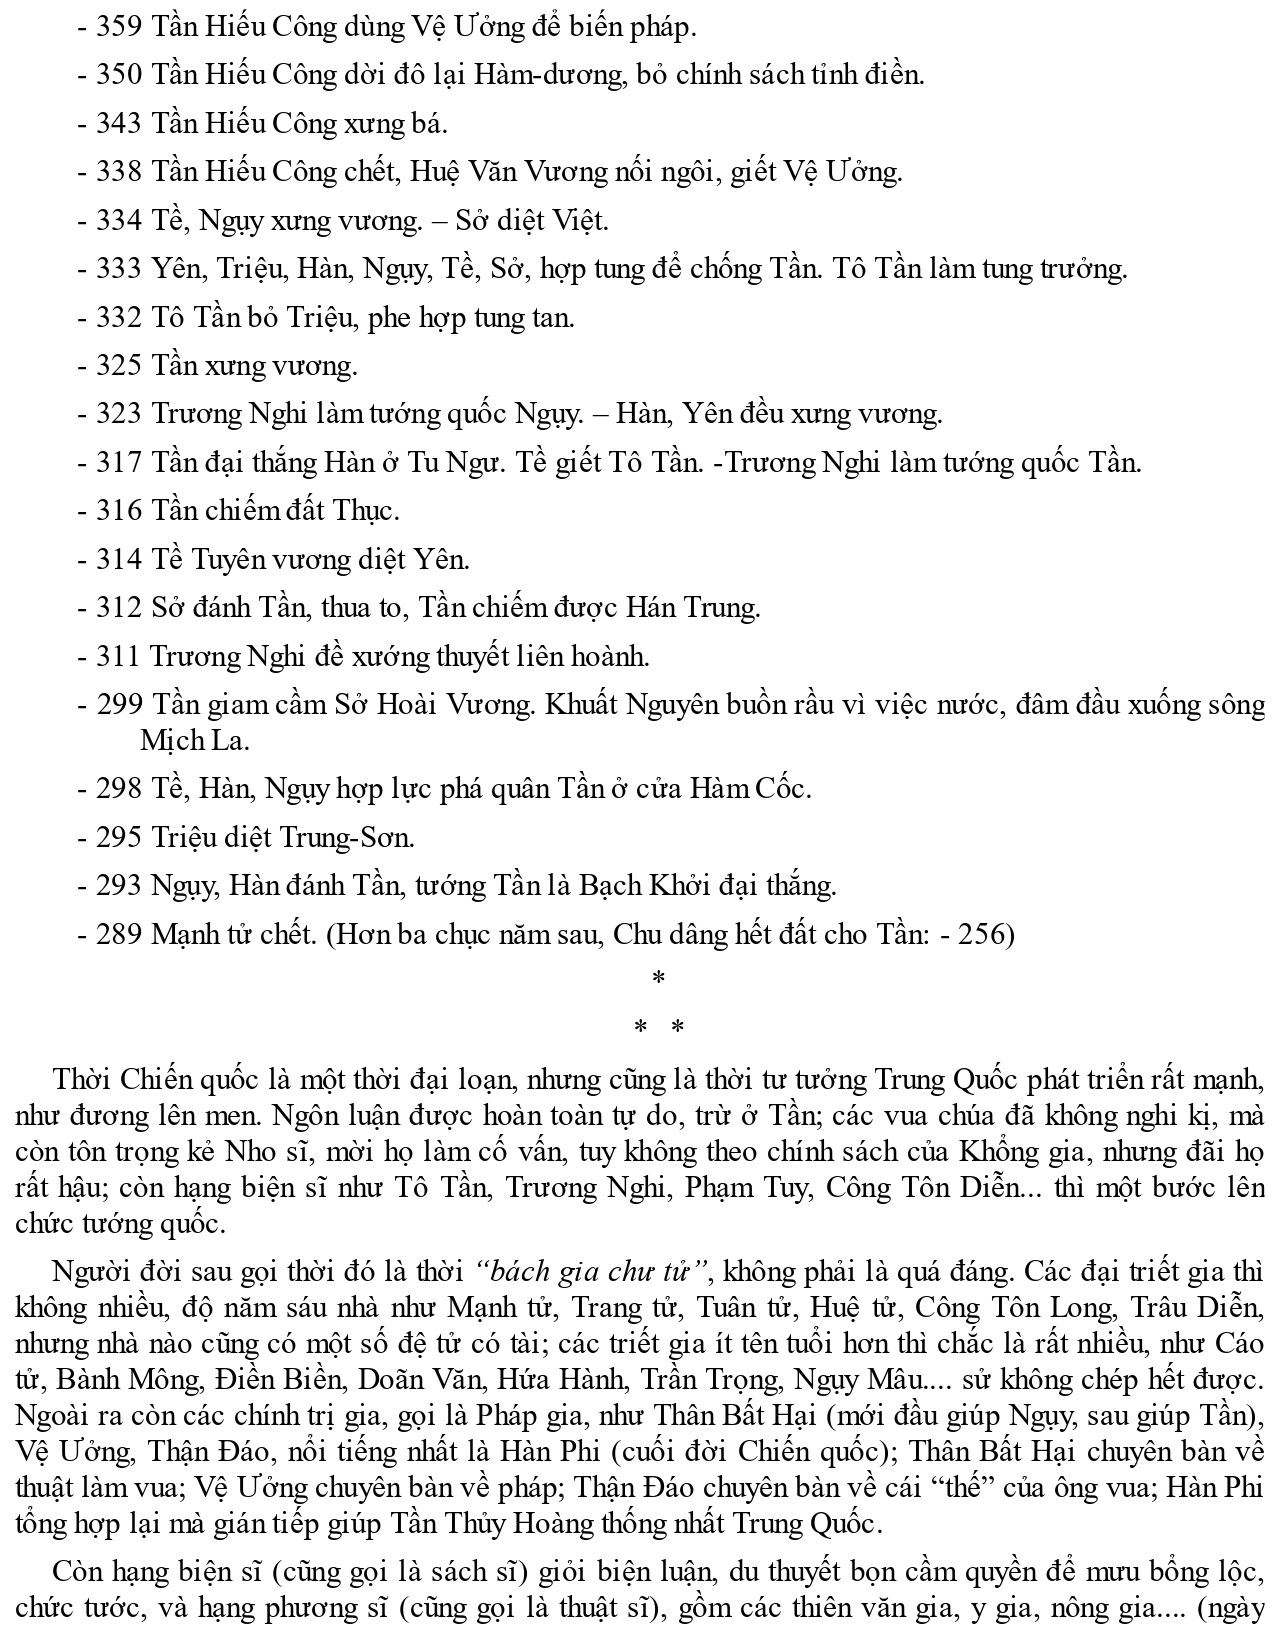 - 359 Tần Hiếu Công dùng Vệ Ưởng để biến pháp.
- 350 Tần Hiếu Công dời đô lại Hàm-dương, bỏ chính sách tỉnh điền.
- 343 Tần Hiếu Công xưng bá.
- 338 Tần Hiếu Công chết, Huệ Văn Vương nối ngôi, giết Vệ Ưởng.
- 334 Tề, Ngụy xưng vương. – Sở diệt Việt.
- 333 Yên, Triệu, Hàn, Ngụy, Tề, Sở, hợp tung để chống Tần. Tô Tần làm tung trưởng.
- 332 Tô Tần bỏ Triệu, phe hợp tung tan.
- 325 Tần xưng vương.
- 323 Trương Nghi làm tướng quốc Ngụy. – Hàn, Yên đều xưng vương.
- 317 Tần đại thắng Hàn ở Tu Ngư. Tề giết Tô Tần. -Trương Nghi làm tướng quốc Tần.
- 316 Tần chiếm đất Thục.
- 314 Tề Tuyên vương diệt Yên.
- 312 Sở đánh Tần, thua to, Tần chiếm được Hán Trung.
- 311 Trương Nghi đề xướng thuyết liên hoành.
- 299 Tần giam cầm Sở Hoài Vương. Khuất Nguyên buồn rầu vì việc nước, đâm đầu xuống sông
Mịch La.
- 298 Tề, Hàn, Ngụy hợp lực phá quân Tần ở cửa Hàm Cốc.
- 295 Triệu diệt Trung-Sơn.
- 293 Ngụy, Hàn đánh Tần, tướng Tần là Bạch Khởi đại thắng.
- 289 Mạnh tử chết. (Hơn ba chục năm sau, Chu dâng hết đất cho Tần: - 256)
*
* *
Thời Chiến quốc là một thời đại loạn, nhưng cũng là thời tư tưởng Trung Quốc phát triển rất mạnh,
như đương lên men. Ngôn luận được hoàn toàn tự do, trừ ở Tần; các vua chúa đã không nghi kị, mà
còn tôn trọng kẻ Nho sĩ, mời họ làm cố vấn, tuy không theo chính sách của Khổng gia, nhưng đãi họ
rất hậu; còn hạng biện sĩ như Tô Tần, Trương Nghi, Phạm Tuy, Công Tôn Diễn... thì một bước lên
chức tướng quốc.
Người đời sau gọi thời đó là thời “bách gia chư tử”, không phải là quá đáng. Các đại triết gia thì
không nhiều, độ năm sáu nhà như Mạnh tử, Trang tử, Tuân tử, Huệ tử, Công Tôn Long, Trâu Diễn,
nhưng nhà nào cũng có một số đệ tử có tài; các triết gia ít tên tuổi hơn thì chắc là rất nhiều, như Cáo
tử, Bành Mông, Điền Biền, Doãn Văn, Hứa Hành, Trần Trọng, Ngụy Mâu.... sử không chép hết được.
Ngoài ra còn các chính trị gia, gọi là Pháp gia, như Thân Bất Hại (mới đầu giúp Ngụy, sau giúp Tần),
Vệ Ưởng, Thận Đáo, nổi tiếng nhất là Hàn Phi (cuối đời Chiến quốc); Thân Bất Hại chuyên bàn về
thuật làm vua; Vệ Ưởng chuyên bàn về pháp; Thận Đáo chuyên bàn về cái “thế” của ông vua; Hàn Phi
tổng hợp lại mà gián tiếp giúp Tần Thủy Hoàng thống nhất Trung Quốc.
Còn hạng biện sĩ (cũng gọi là sách sĩ) giỏi biện luận, du thuyết bọn cầm quyền để mưu bổng lộc,
chức tước, và hạng phương sĩ (cũng gọi là thuật sĩ), gồm các thiên văn gia, y gia, nông gia.... (ngày